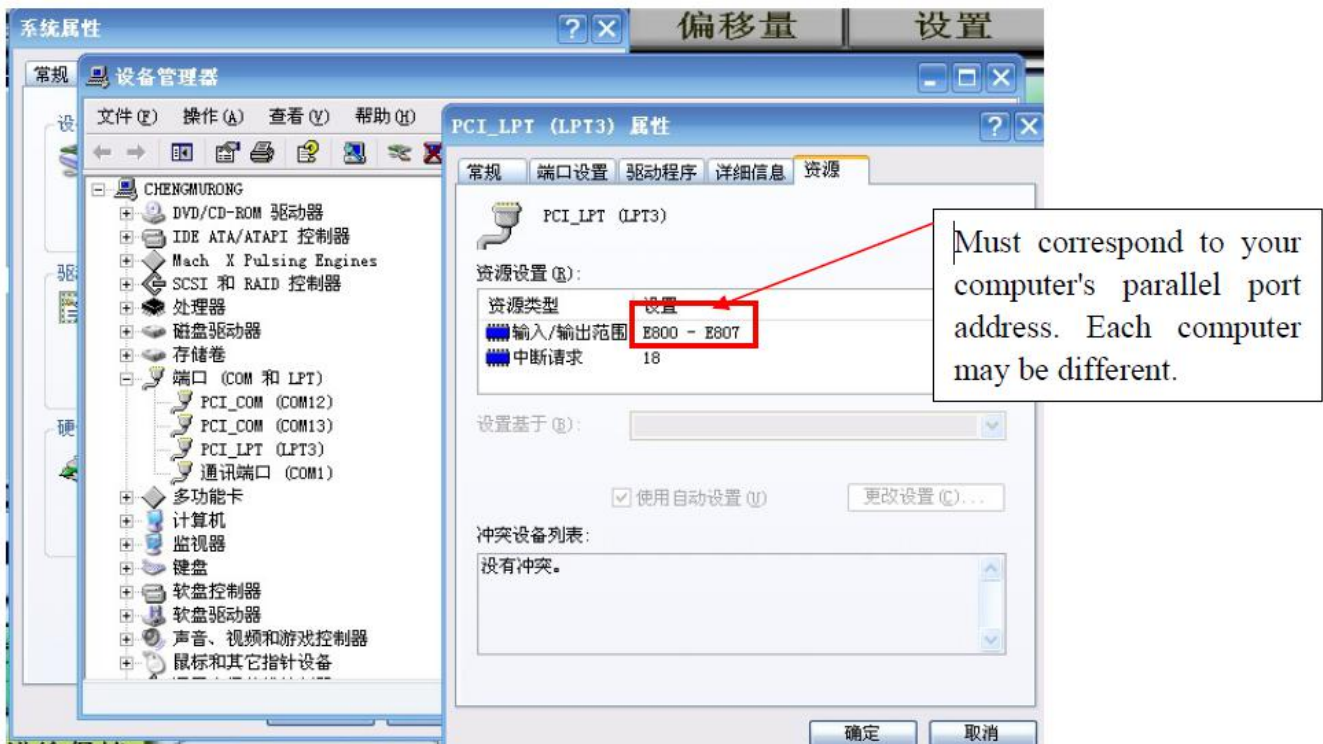 系统属性
偏移量
设置
常规
设备管理器
设
文件(F) 操作(A) 查看(V) 帮助(H)
CHENGMURONG
DVD/CD-ROM 驱动器
IDE ATA/ATAPI 控制器
Mach X Pulsing Engines
SCSI 和 RAID 控制器
处理器
磁盘驱动器
存储卷
端口 (COM 和 LPT)
PCI_COM (COM12)
PCI_COM (COM13)
PCI_LPT (LPT3)
通讯端口 (COM1)
多功能卡
计算机
监视器
键盘
软盘控制器
软盘驱动器
声音、视频和游戏控制器
鼠标和其它指针设备
驱
硬
PCI_LPT (LPT3) 属性
常规 端口设置 驱动程序 详细信息 资源
PCI_LPT (LPT3)
资源设置(R):
资源类型 设置
输入/输出范围 E800 - E807
中断请求 18
设置基于(B):
使用自动设置(U) 更改设置(C)...
冲突设备列表:
没有冲突。
确定 取消
Must correspond to your
computer's parallel port
address. Each computer
may be different.